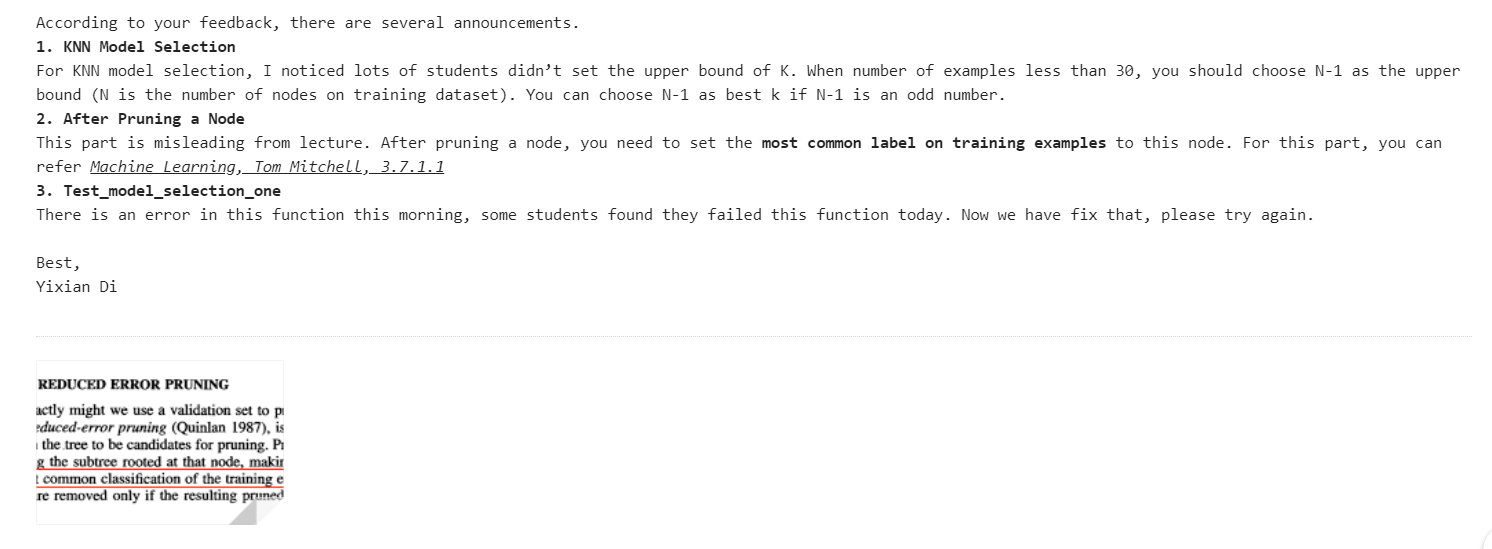 According to your feedback, there are several announcements.
1. KNN Model Selection
For KNN model selection, I noticed lots of students didn’t set the upper bound of K. When number of examples less than 30, you should choose N-1 as the upper
bound (N is the number of nodes on training dataset). You can choose N-1 as best k if N-1 is an odd number.
2. After Pruning a Node
This part is misleading from lecture. After pruning a node, you need to set the most common label on training examples to this node. For this part, you can
refer Machine Learning, Tom Mitchell, 3.7.1.1
3. Test_model_selection_one
There is an error in this function this morning, some students found they failed this function today. Now we have fix that, please try again.
Best,
Yixian Di
REDUCED ERROR PRUNING
actly might we use a validation set to
educed-error pruning (Quinlan 1987), is
the tree to be candidates for pruning.
g the subtree rooted at that node,
common classification of the training
re removed only if the resulting pruned